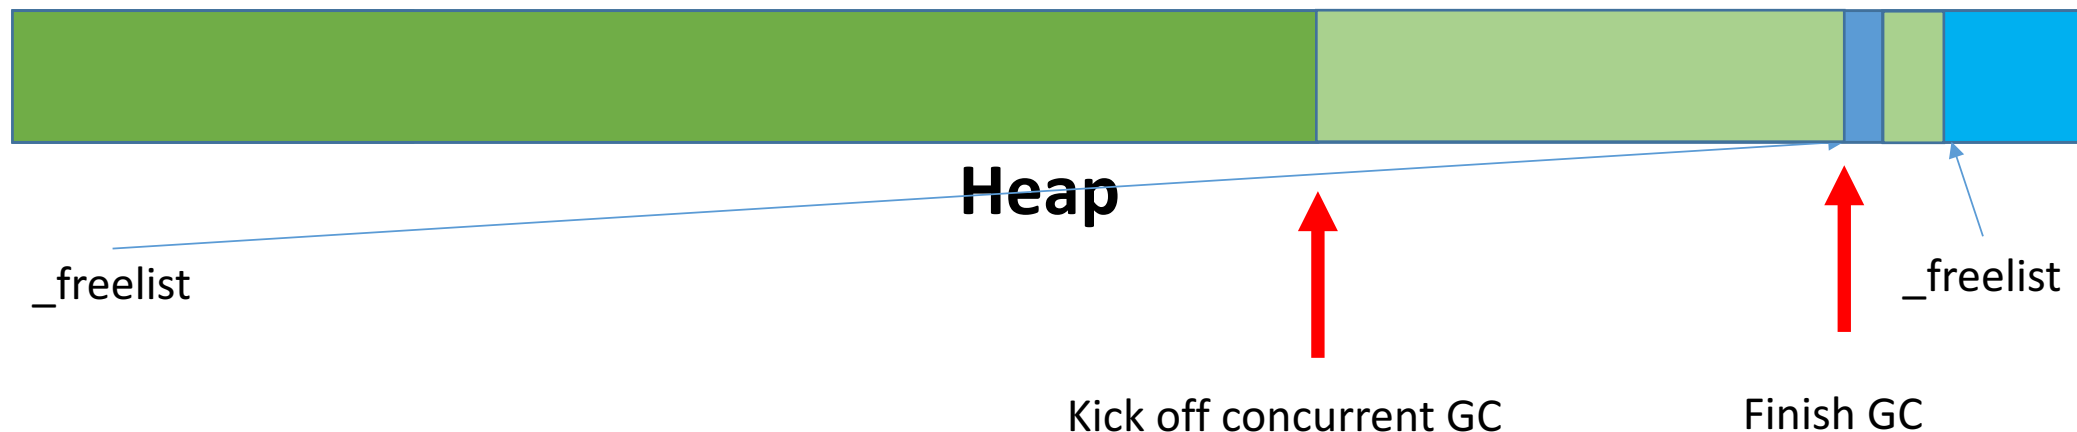 Heap
_freelist
_freelist
Kick off concurrent GC
Finish GC